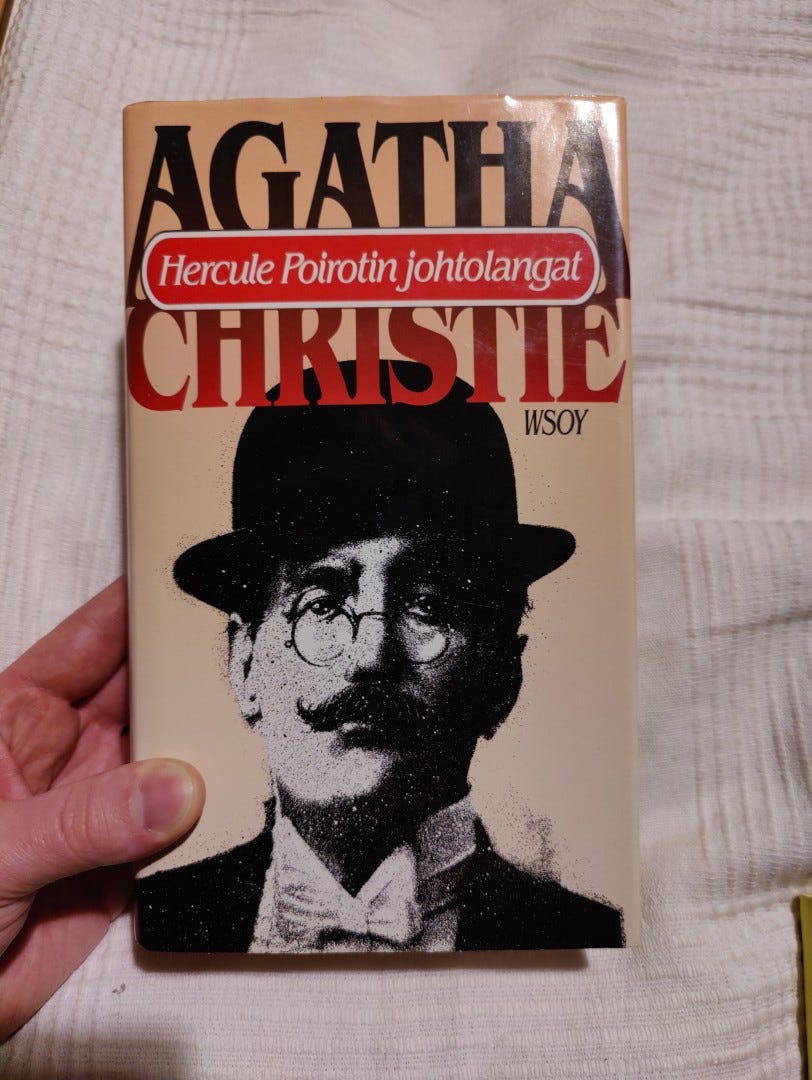 AGATHA
Hercule Poirotin johtolangat
CHRISTIE
WSOY